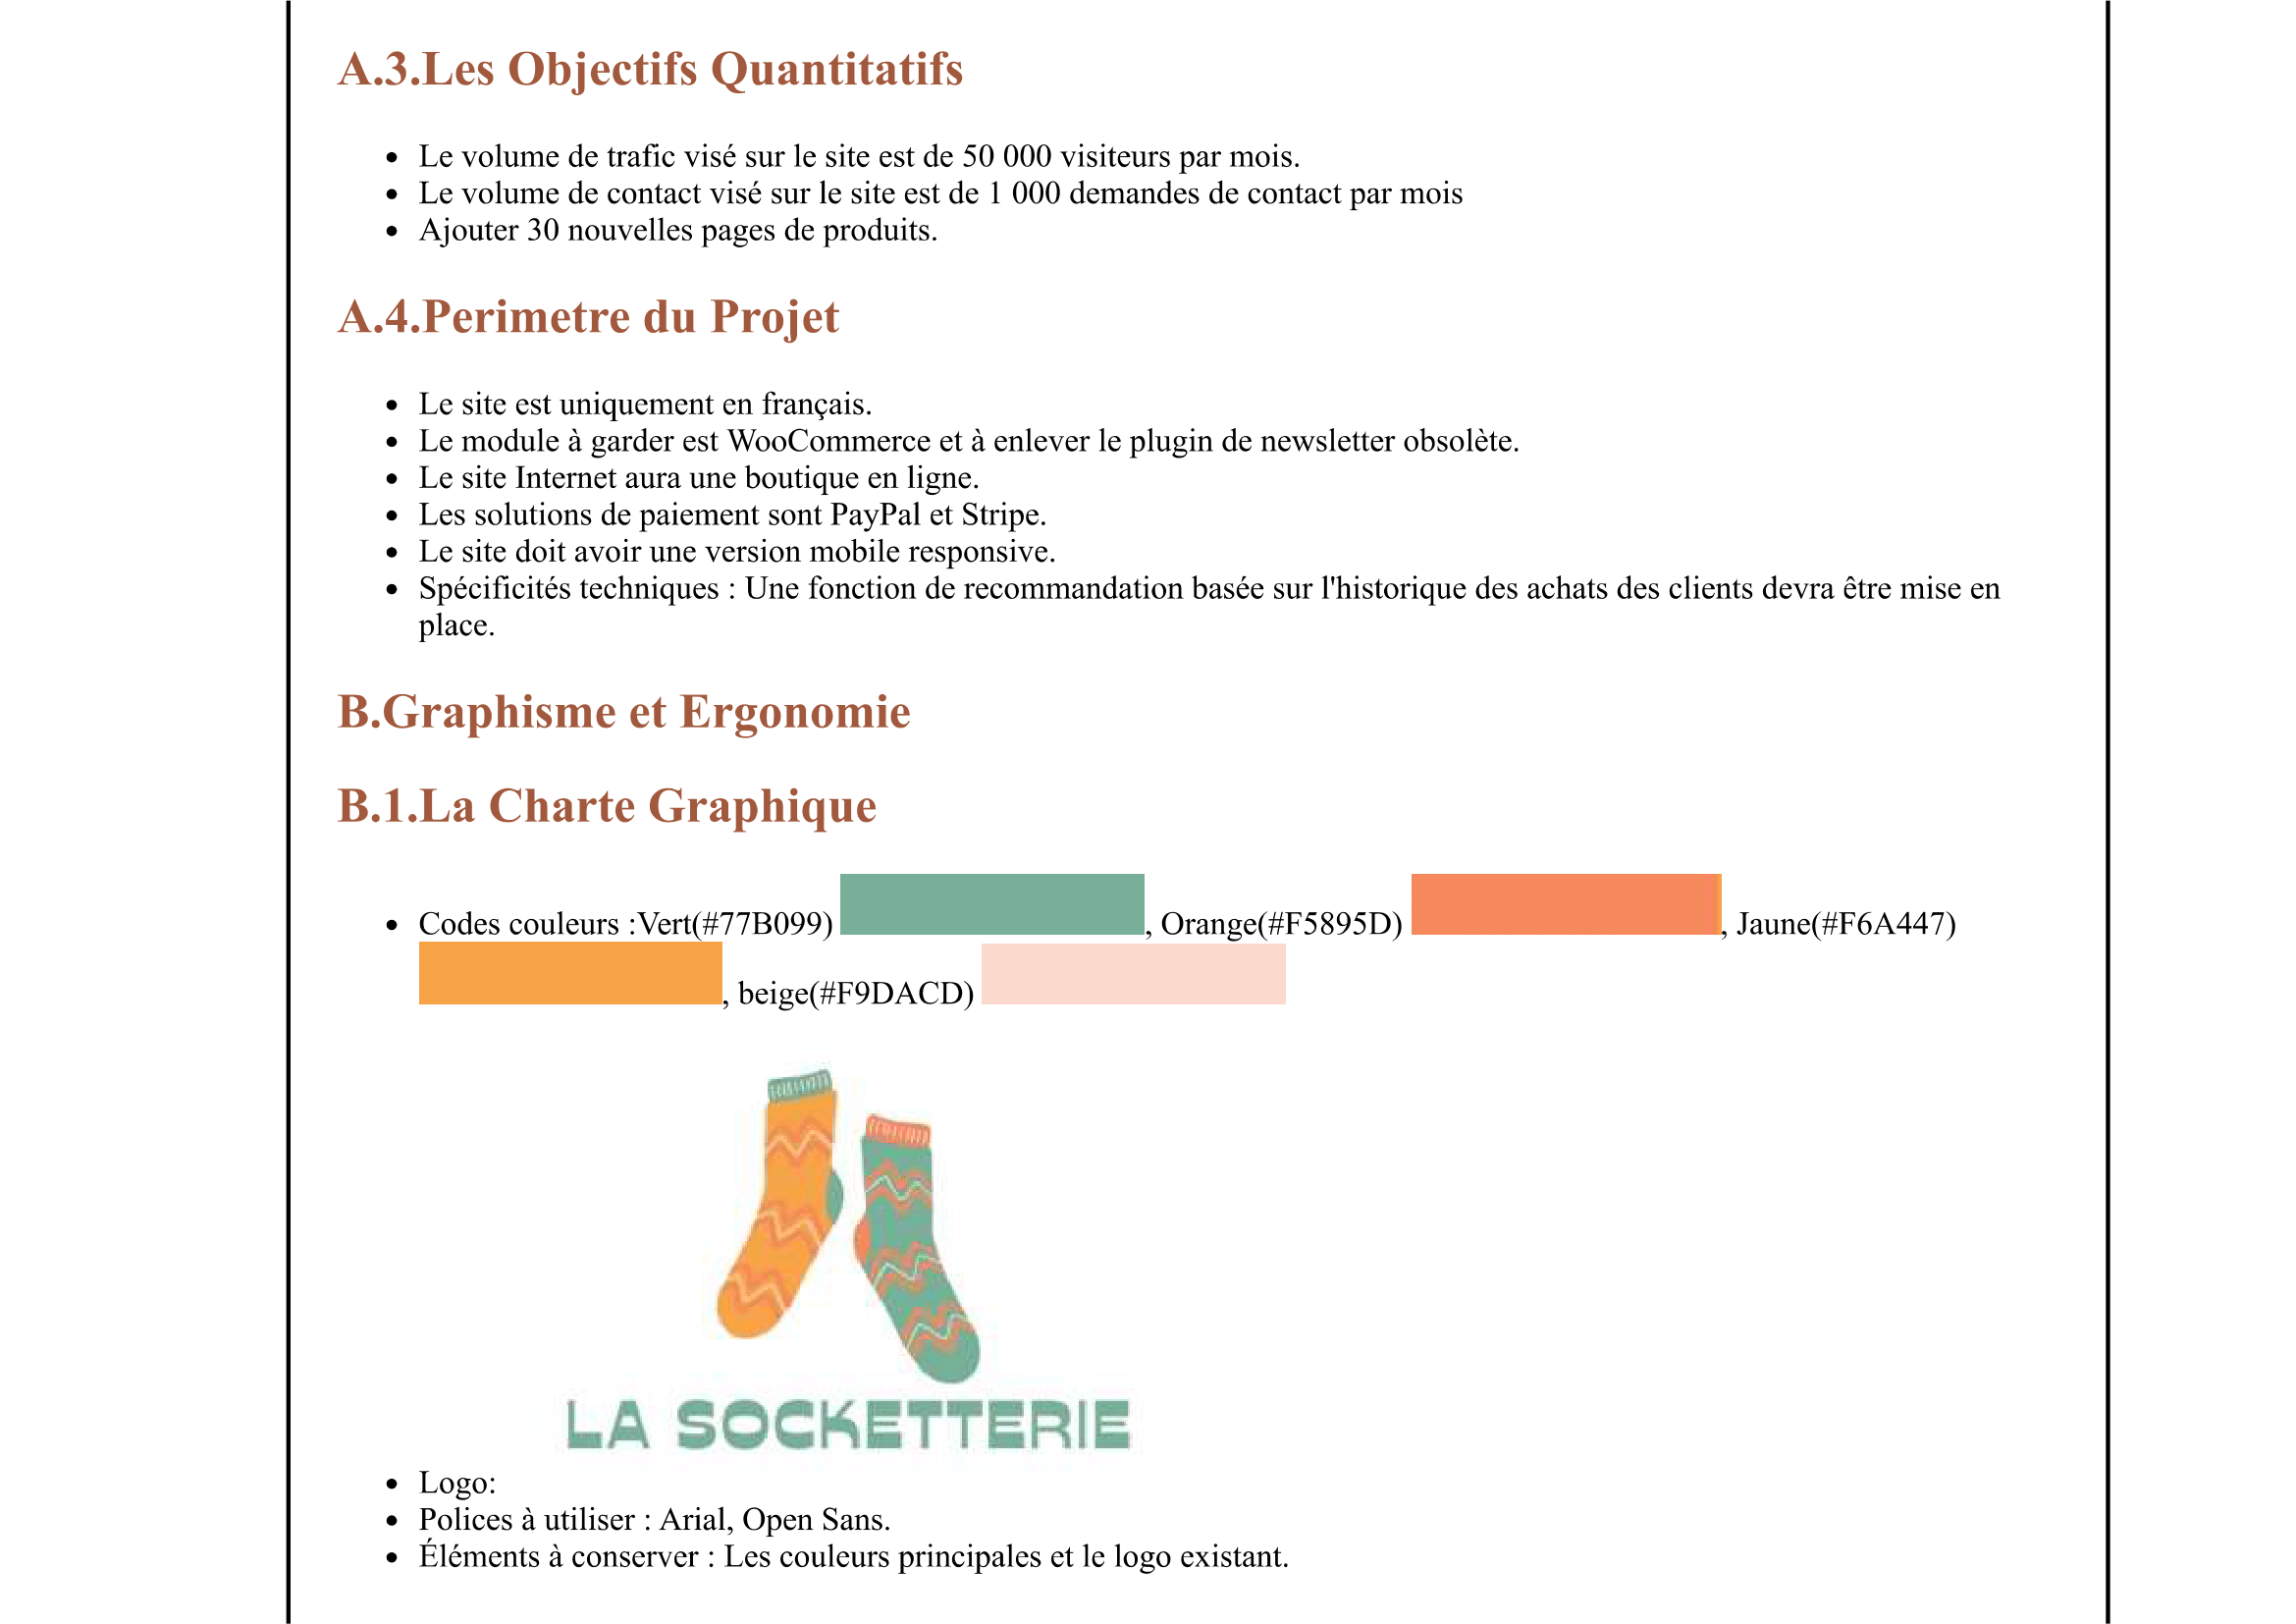 A.3.Les Objectifs Quantitatifs
• Le volume de trafic visé sur le site est de 50 000 visiteurs par mois.
• Le volume de contact visé sur le site est de 1 000 demandes de contact par mois
• Ajouter 30 nouvelles pages de produits.
A.4.Perimetre du Projet
• Le site est uniquement en français.
• Le module à garder est WooCommerce et à enlever le plugin de newsletter obsolète.
• Le site Internet aura une boutique en ligne.
• Les solutions de paiement sont PayPal et Stripe.
• Le site doit avoir une version mobile responsive.
• Spécificités techniques : Une fonction de recommandation basée sur l'historique des achats des clients devra être mise en
place.
B.Graphisme et Ergonomie
B.1.La Charte Graphique
• Codes couleurs :Vert(#77B099) , Orange(#F5895D) , Jaune(#F6A447)
, beige(#F9DACD)
LA SOCKETTERIE
• Logo:
• Polices à utiliser : Arial, Open Sans.
• Éléments à conserver : Les couleurs principales et le logo existant.